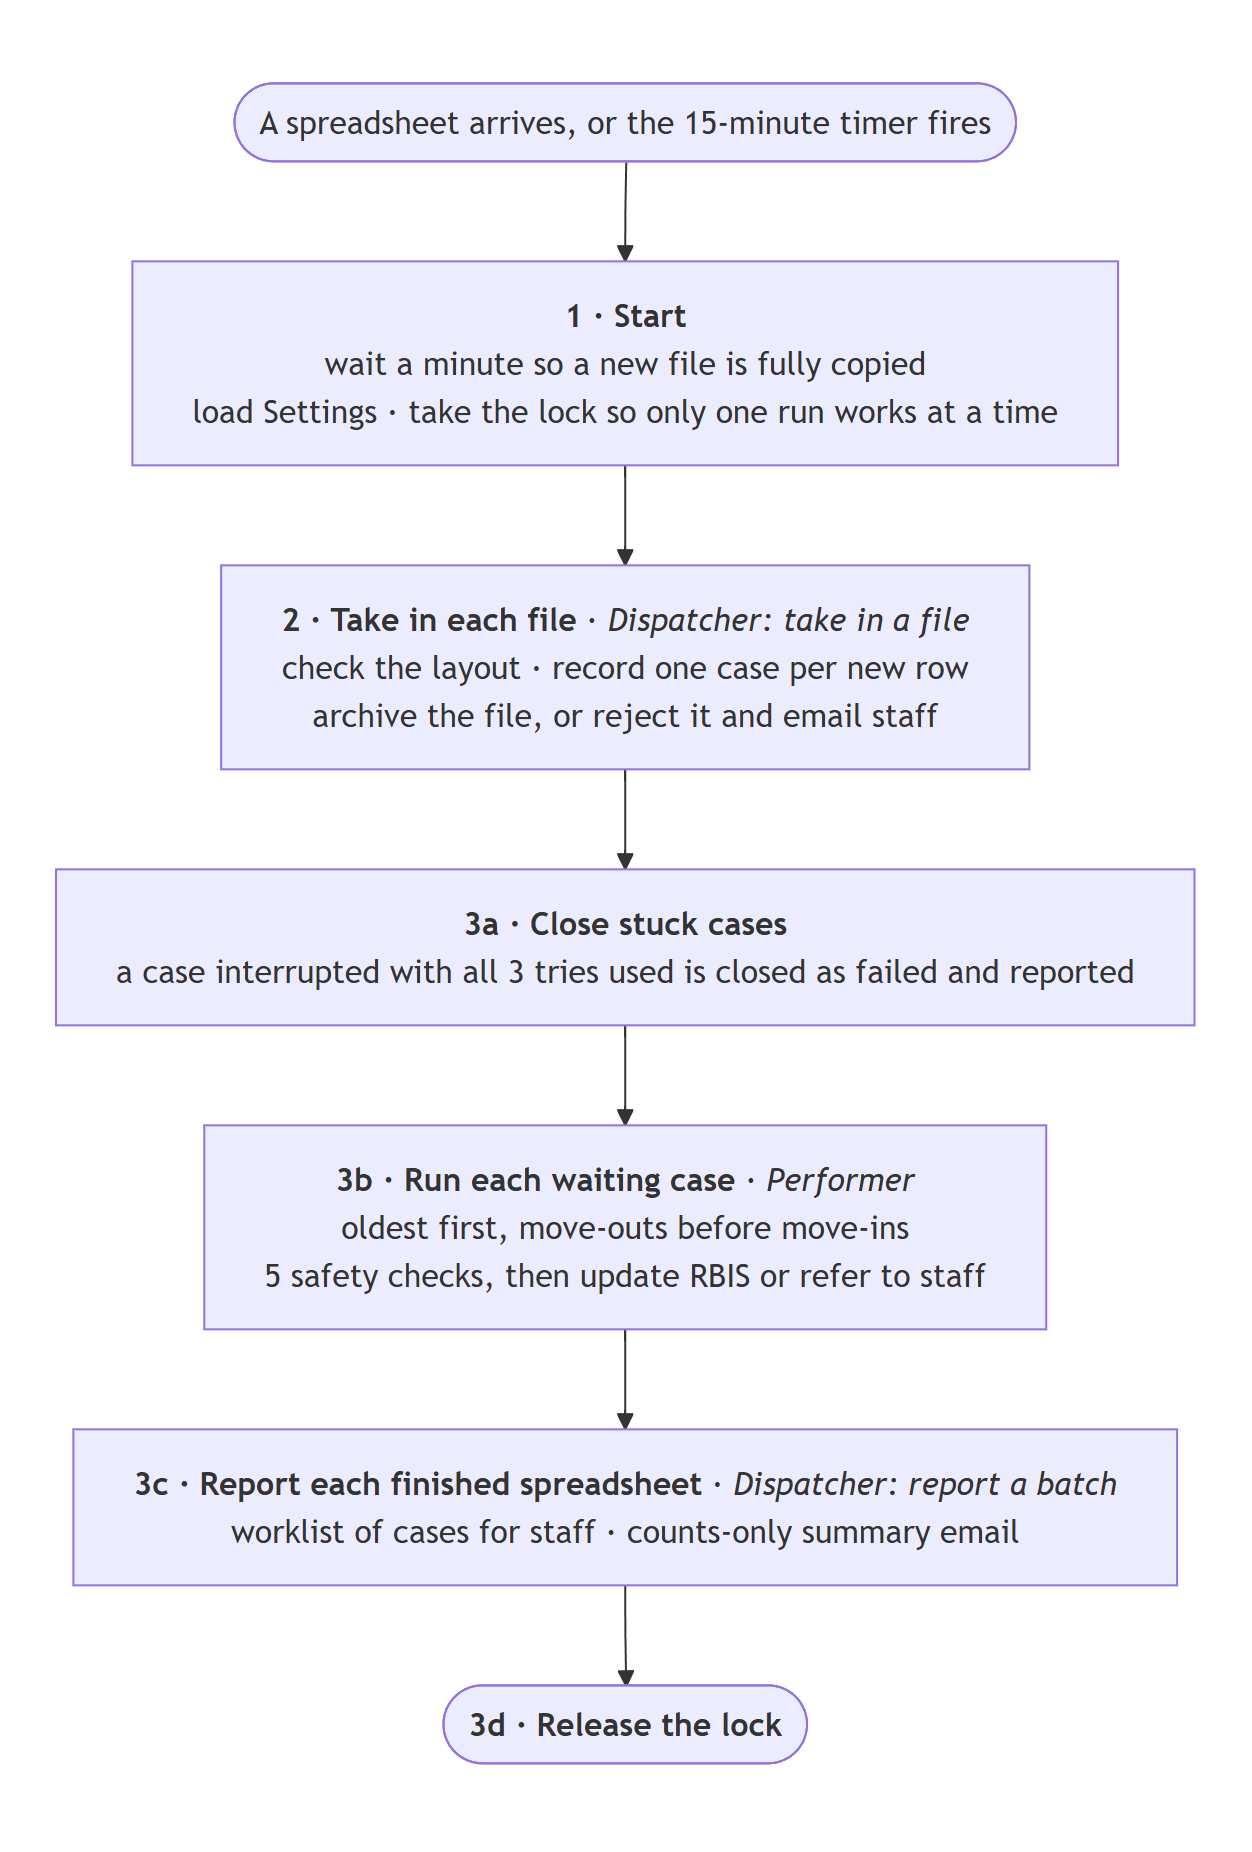 A spreadsheet arrives, or the 15-minute timer fires
1 · Start
wait a minute so a new file is fully copied
load Settings · take the lock so only one run works at a time
2 · Take in each file · Dispatcher: take in a file
check the layout · record one case per new row
archive the file, or reject it and email staff
3a · Close stuck cases
a case interrupted with all 3 tries used is closed as failed and reported
3b · Run each waiting case · Performer
oldest first, move-outs before move-ins
5 safety checks, then update RBIS or refer to staff
3c · Report each finished spreadsheet · Dispatcher: report a batch
worklist of cases for staff · counts-only summary email
3d · Release the lock